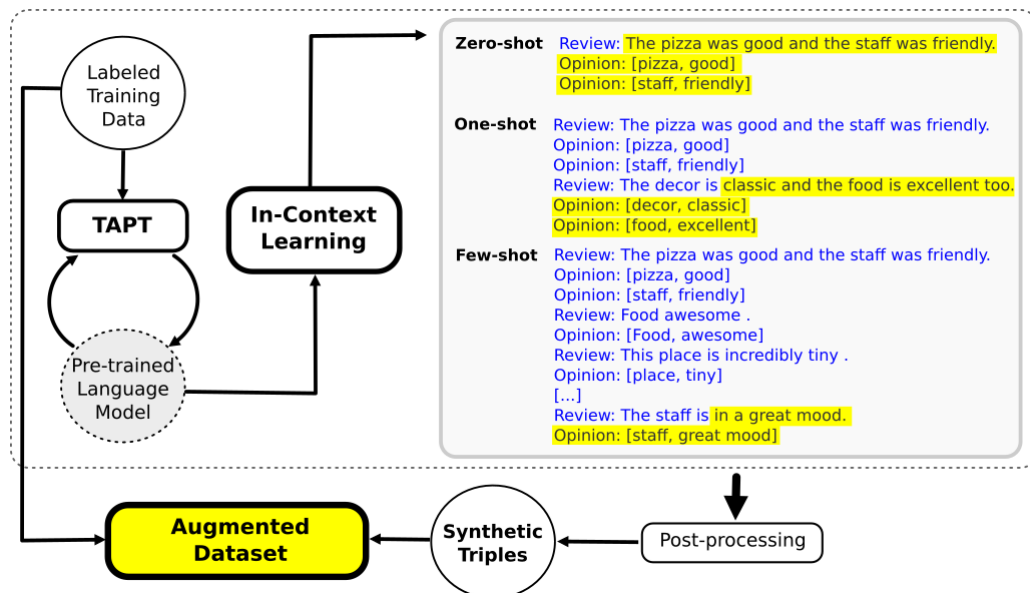 Labeled
Training
Data
TAPT
Pre-trained
Language
Model
In-Context
Learning
Zero-shot
Review: The pizza was good and the staff was friendly.
Opinion: [pizza, good]
Opinion: [staff, friendly]
One-shot
Review: The pizza was good and the staff was friendly.
Opinion: [pizza, good]
Opinion: [staff, friendly]
Review: The decor is classic and the food is excellent too.
Opinion: [decor, classic]
Opinion: [food, excellent]
Few-shot
Review: The pizza was good and the staff was friendly.
Opinion: [pizza, good]
Opinion: [staff, friendly]
Review: Food awesome .
Opinion: [Food, awesome]
Review: This place is incredibly tiny .
Opinion: [place, tiny]
[...]
Review: The staff is in a great mood.
Opinion: [staff, great mood]
Augmented
Dataset
Synthetic
Triples
Post-processing